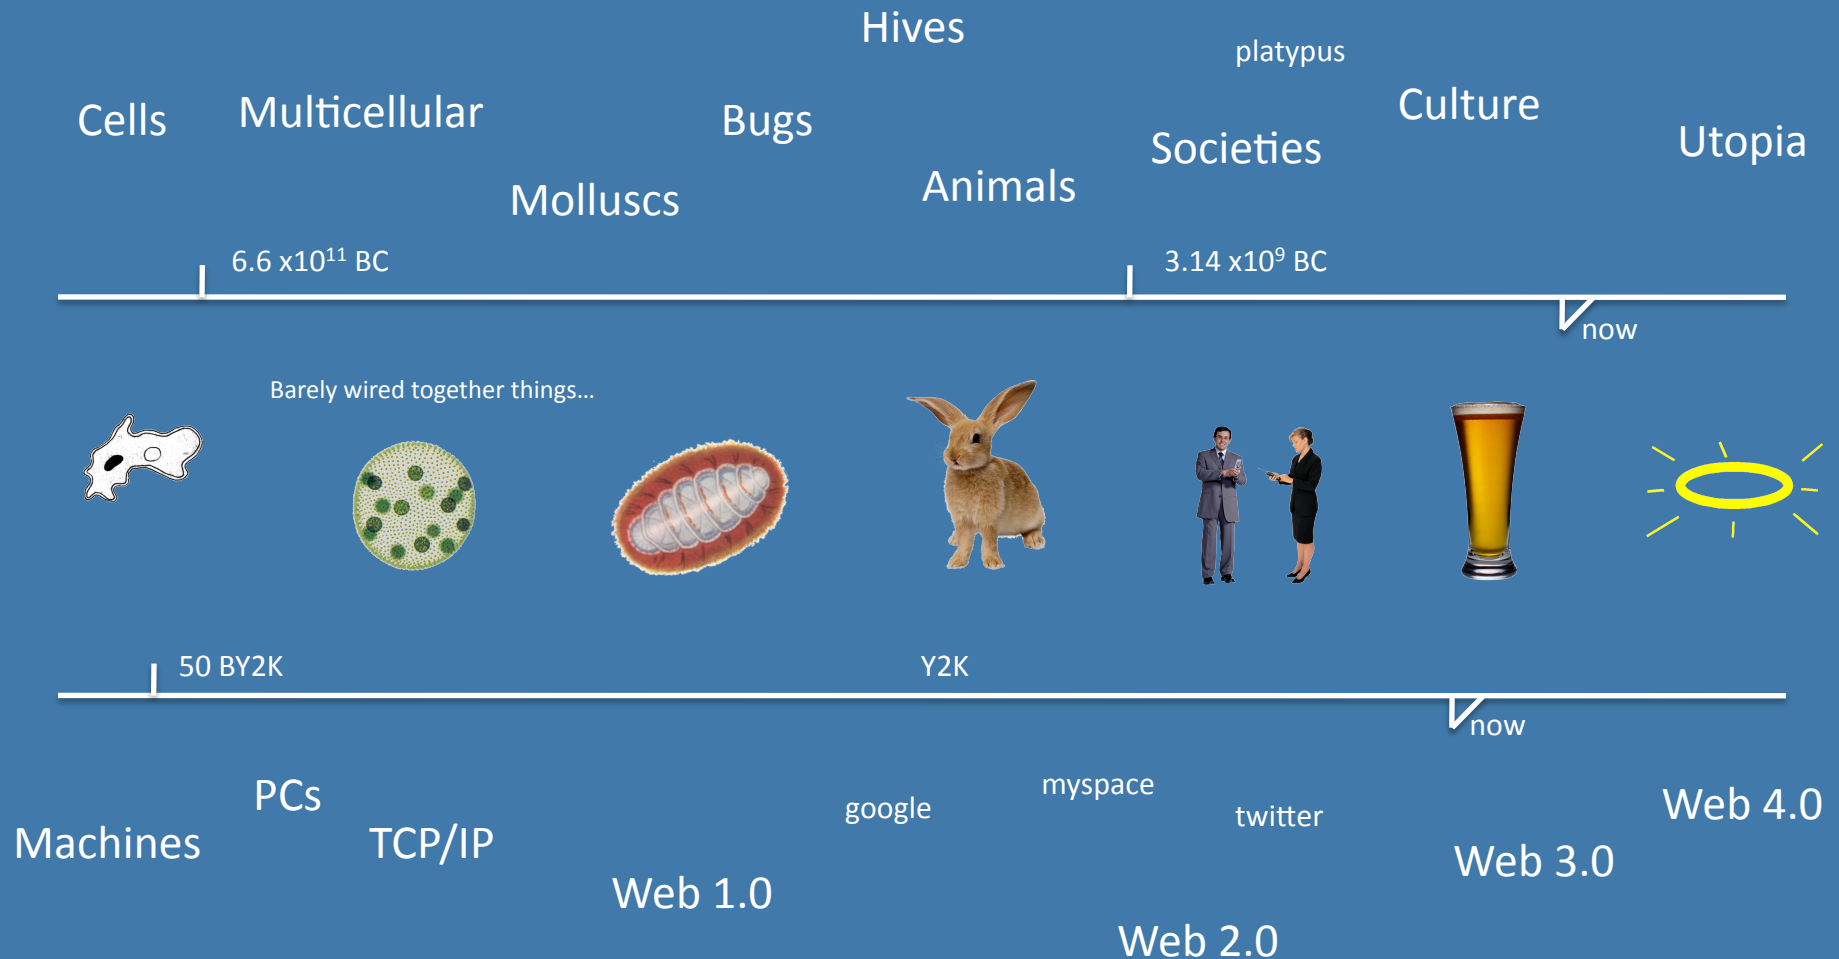 Hives
platypus
Cells
Multicellular
Bugs
Culture
Societies
Utopia
Molluscs
Animals
6.6 x10¹¹ BC
3.14 x10⁹ BC
now
Barely wired together things...
50 BY2K
Y2K
now
PCs
google
myspace
twitter
Web 4.0
Machines
TCP/IP
Web 1.0
Web 3.0
Web 2.0